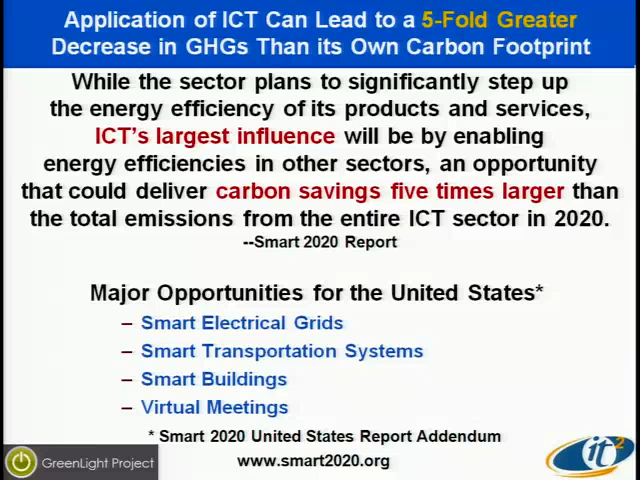 Application of ICT Can Lead to a 5-Fold Greater
Decrease in GHGs Than its Own Carbon Footprint
While the sector plans to significantly step up
the energy efficiency of its products and services,
ICT’s largest influence will be by enabling
energy efficiencies in other sectors, an opportunity
that could deliver carbon savings five times larger than
the total emissions from the entire ICT sector in 2020.
--Smart 2020 Report
Major Opportunities for the United States*
– Smart Electrical Grids
– Smart Transportation Systems
– Smart Buildings
– Virtual Meetings
* Smart 2020 United States Report Addendum
www.smart2020.org
GreenLight Project
it2